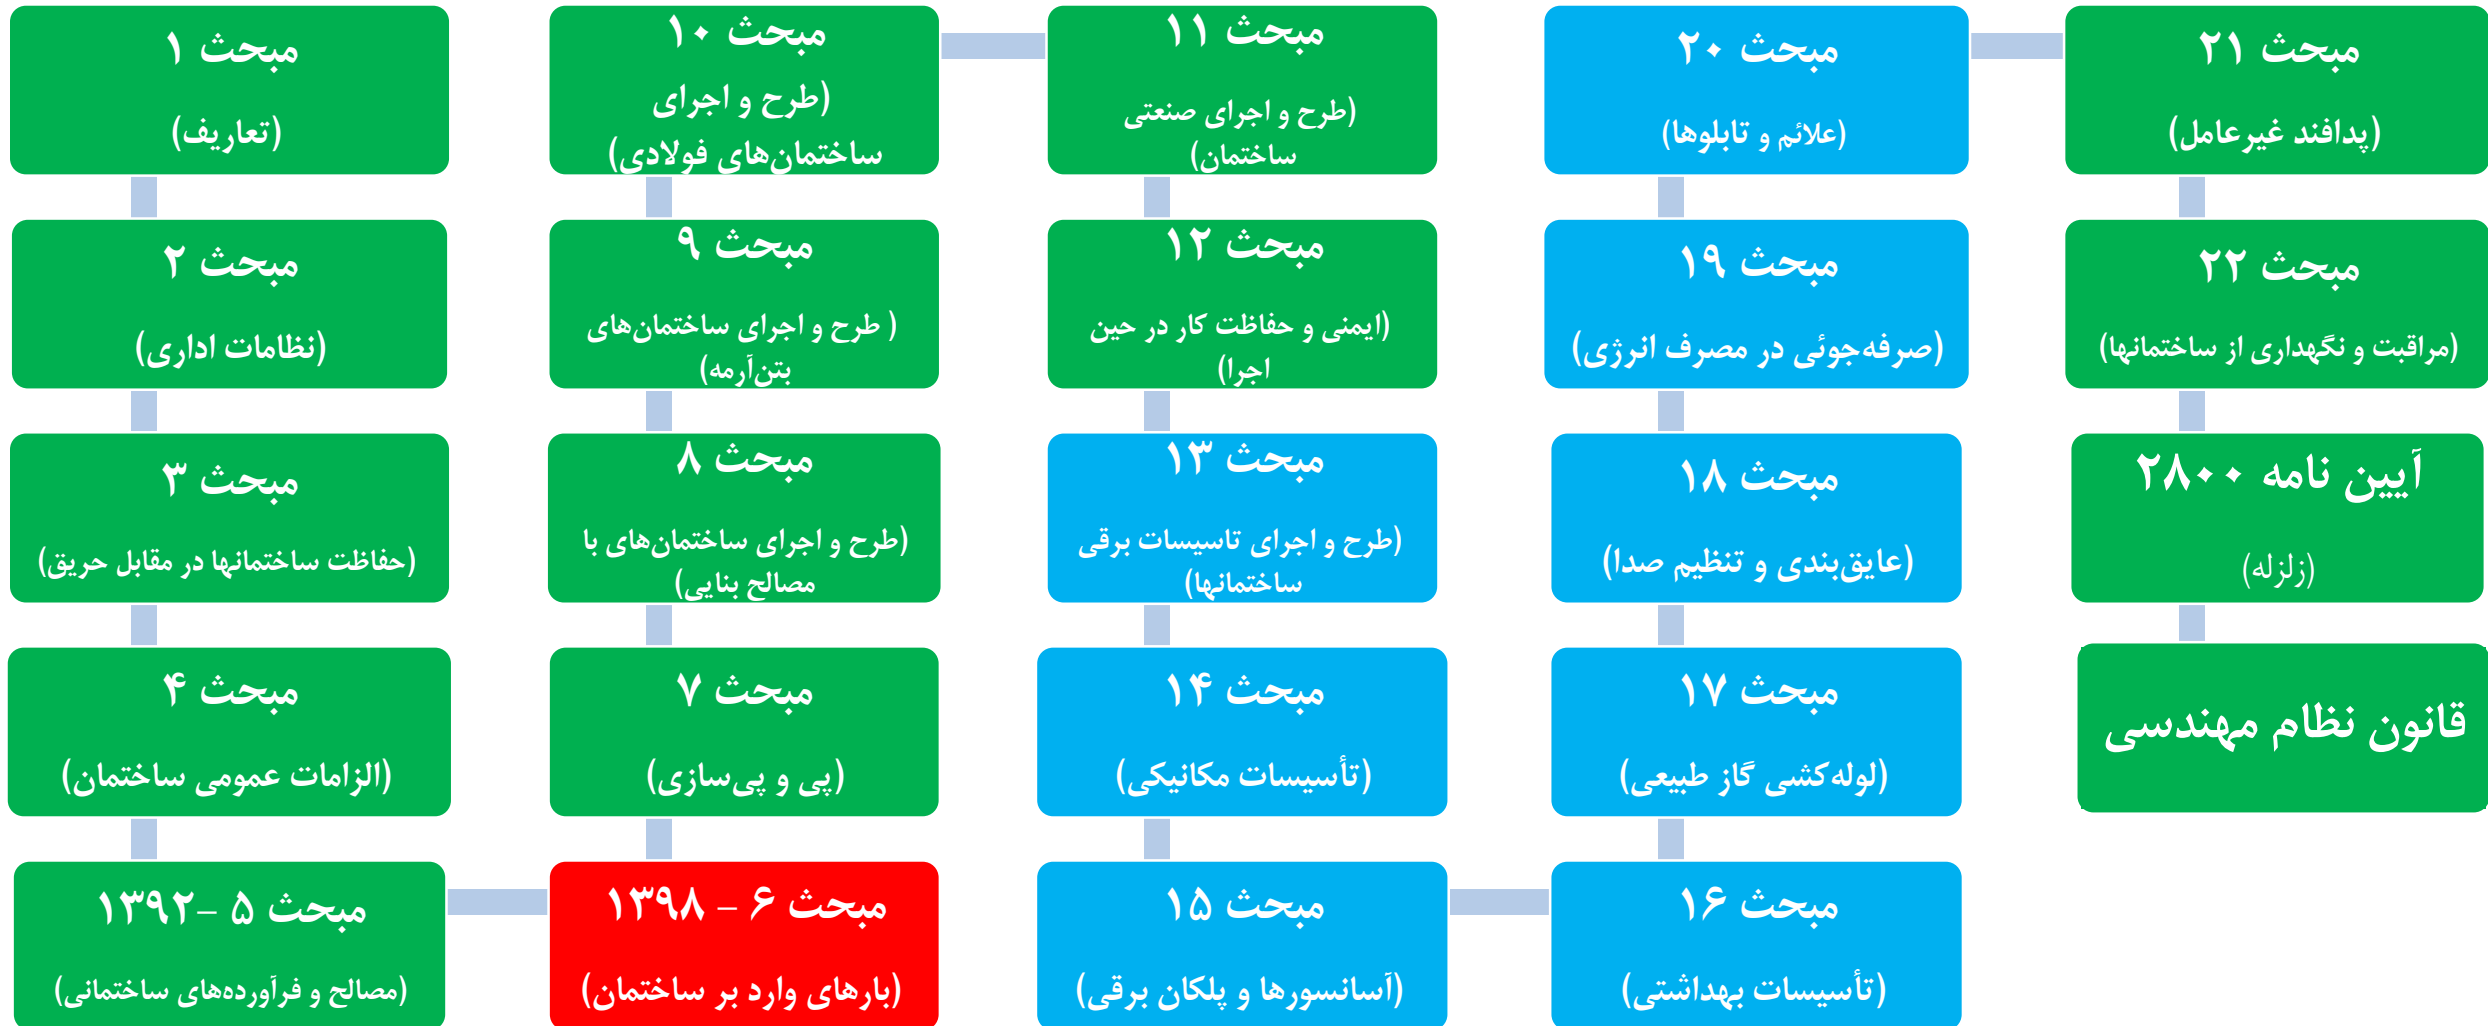 مبحث ۱
(تعاریف)
مبحث ۲
(نظامات اداری)
مبحث ۳
(حفاظت ساختمانها در مقابل حریق)
مبحث ۴
(الزامات عمومی ساختمان)
مبحث ۵ -۱۳۹۲
(مصالح و فرآورده‌های ساختمانی)
مبحث ۶ - ۱۳۹۸
(بارهای وارد بر ساختمان)
مبحث ۷
(پی و پی‌سازی)
مبحث ۸
(طرح و اجرای ساختمان‌های با
مصالح بنایی)
مبحث ۹
( طرح و اجرای ساختمان‌های
بتن‌آرمه)
مبحث ۱۰
(طرح و اجرای
ساختمان‌های فولادی)
مبحث ۱۱
(طرح و اجرای صنعتی
ساختمان)
مبحث ۱۲
(ایمنی و حفاظت کار در حین
اجرا)
مبحث ۱۳
(طرح و اجرای تاسیسات برقی
ساختمانها)
مبحث ۱۴
(تأسیسات مکانیکی)
مبحث ۱۵
(آسانسورها و پلکان برقی)
مبحث ۱۶
(تأسیسات بهداشتی)
مبحث ۱۷
(لوله‌کشی گاز طبیعی)
مبحث ۱۸
(عایق‌بندی و تنظیم صدا)
مبحث ۱۹
(صرفه‌جوئی در مصرف انرژی)
مبحث ۲۰
(علائم و تابلوها)
مبحث ۲۱
(پدافند غیرعامل)
مبحث ۲۲
(مراقبت و نگهداری از ساختمانها)
آیین نامه ۲۸۰۰
(زلزله)
قانون نظام مهندسی